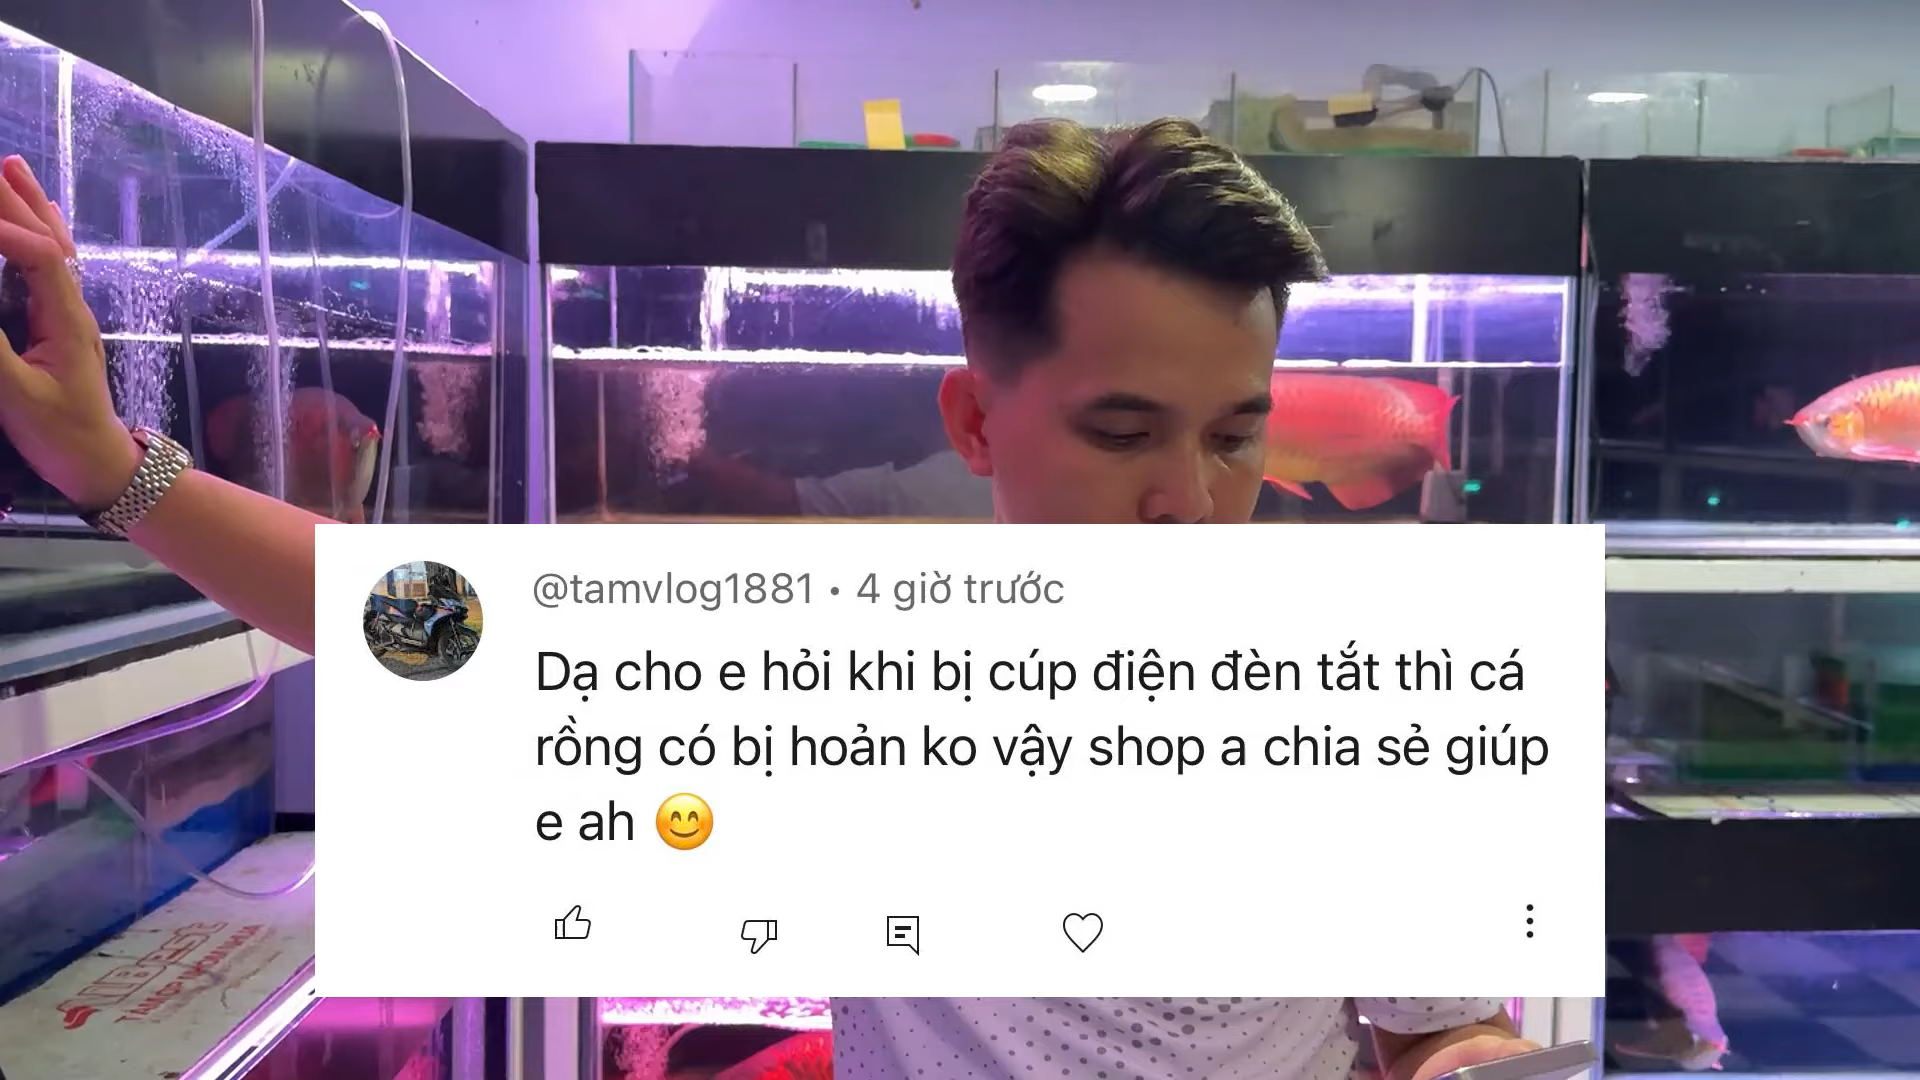 @tamvlog1881 • 4 giờ trước
Dạ cho e hỏi khi bị cúp điện đèn tắt thì cá
rồng có bị hoản ko vậy shop a chia sẻ giúp
e ah 😊